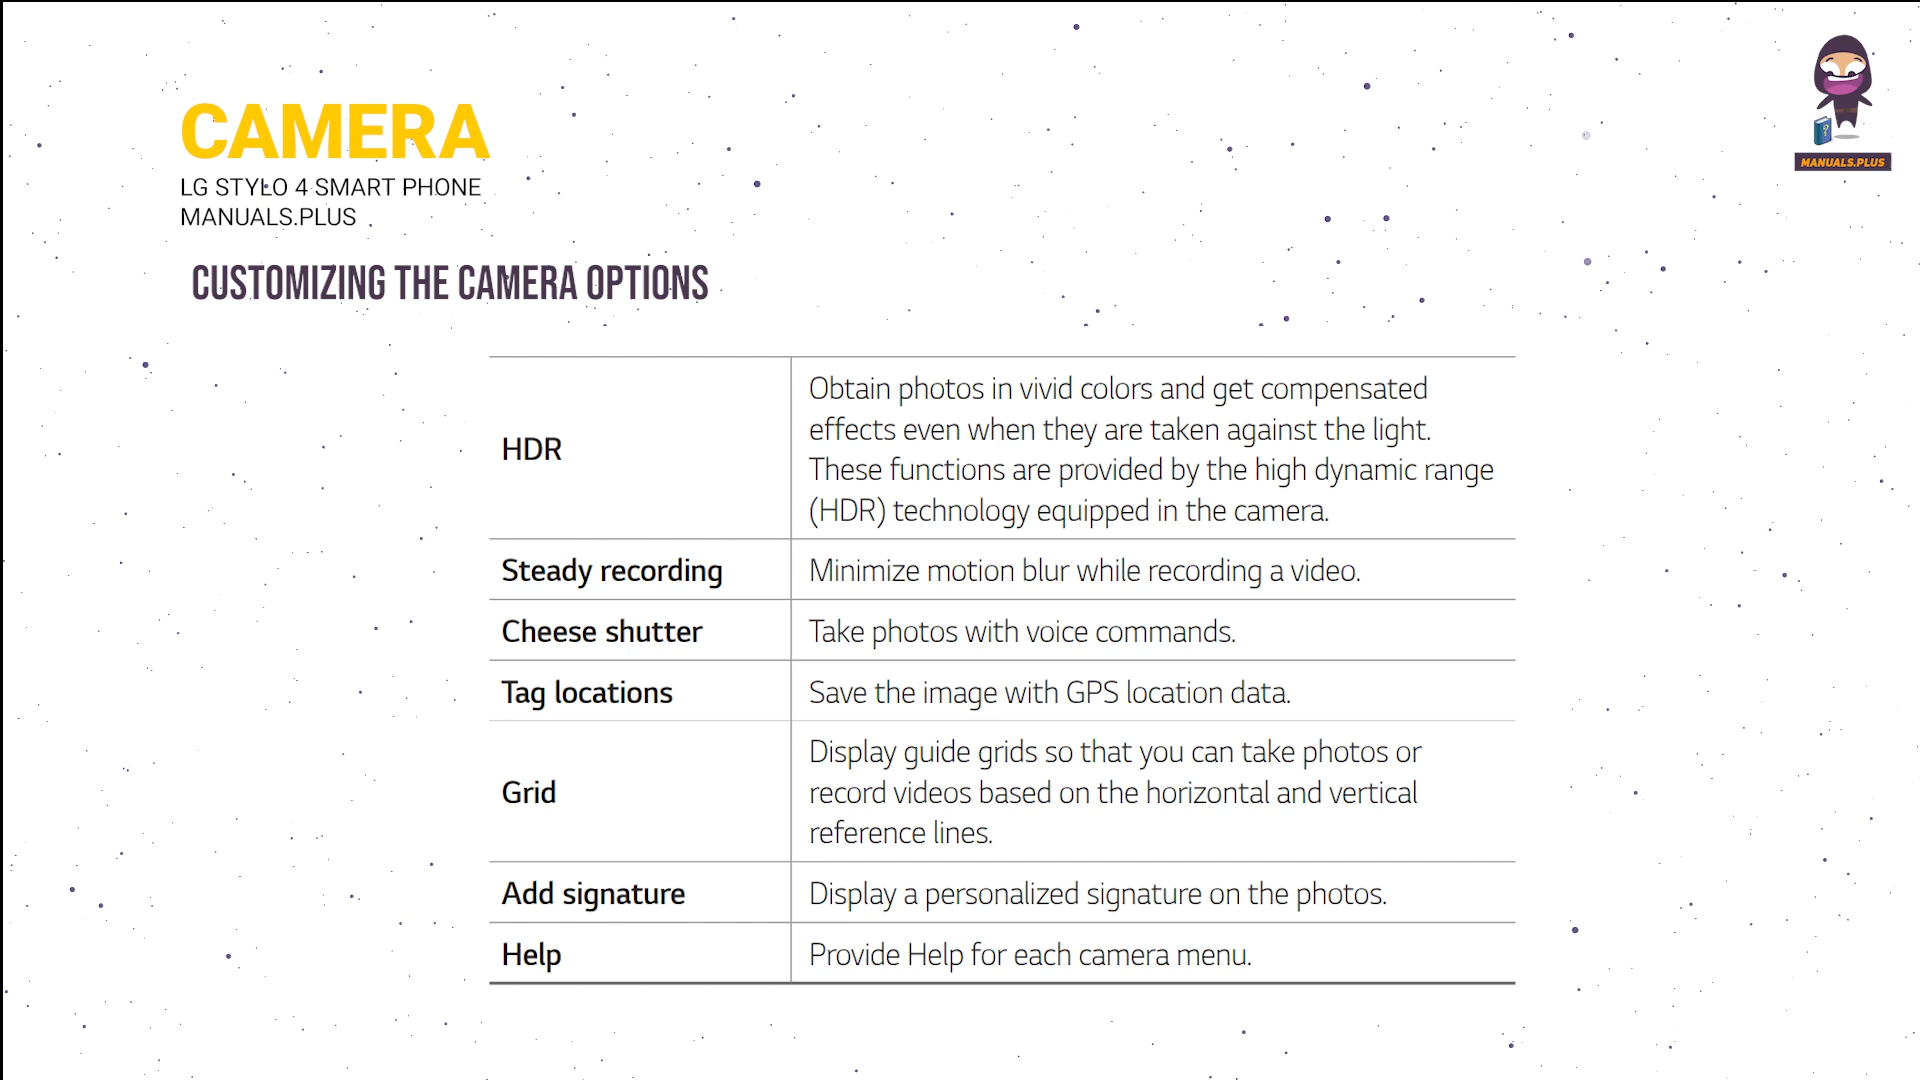 CAMERA
LG STYLO 4 SMART PHONE
MANUALS.PLUS
MANUALS.PLUS
CUSTOMIZING THE CAMERA OPTIONS
HDR
Obtain photos in vivid colors and get compensated
effects even when they are taken against the light.
These functions are provided by the high dynamic range
(HDR) technology equipped in the camera.
Steady recording
Minimize motion blur while recording a video.
Cheese shutter
Take photos with voice commands.
Tag locations
Save the image with GPS location data.
Grid
Display guide grids so that you can take photos or
record videos based on the horizontal and vertical
reference lines.
Add signature
Display a personalized signature on the photos.
Help
Provide Help for each camera menu.